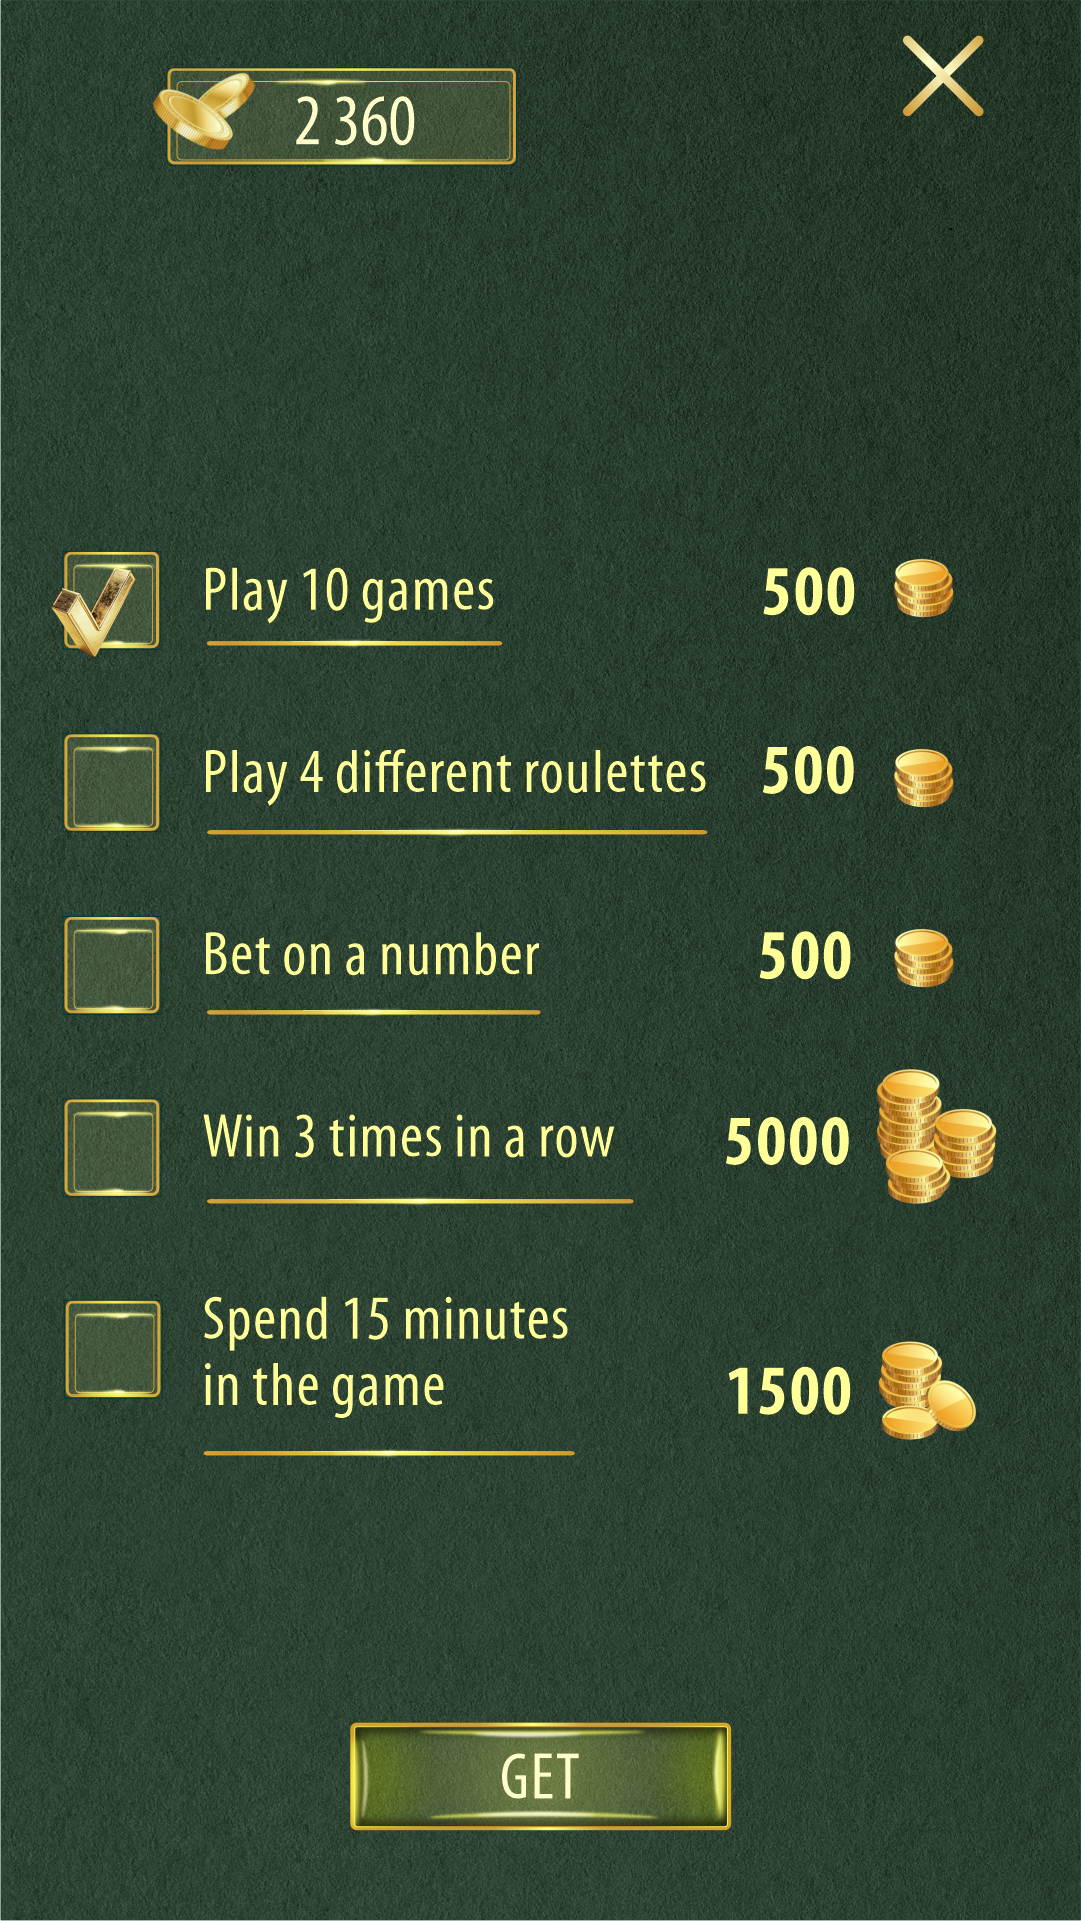 2 360
Play 10 games 500
Play 4 different roulettes 500
Bet on a number 500
Win 3 times in a row 5000
Spend 15 minutes
in the game 1500
GET